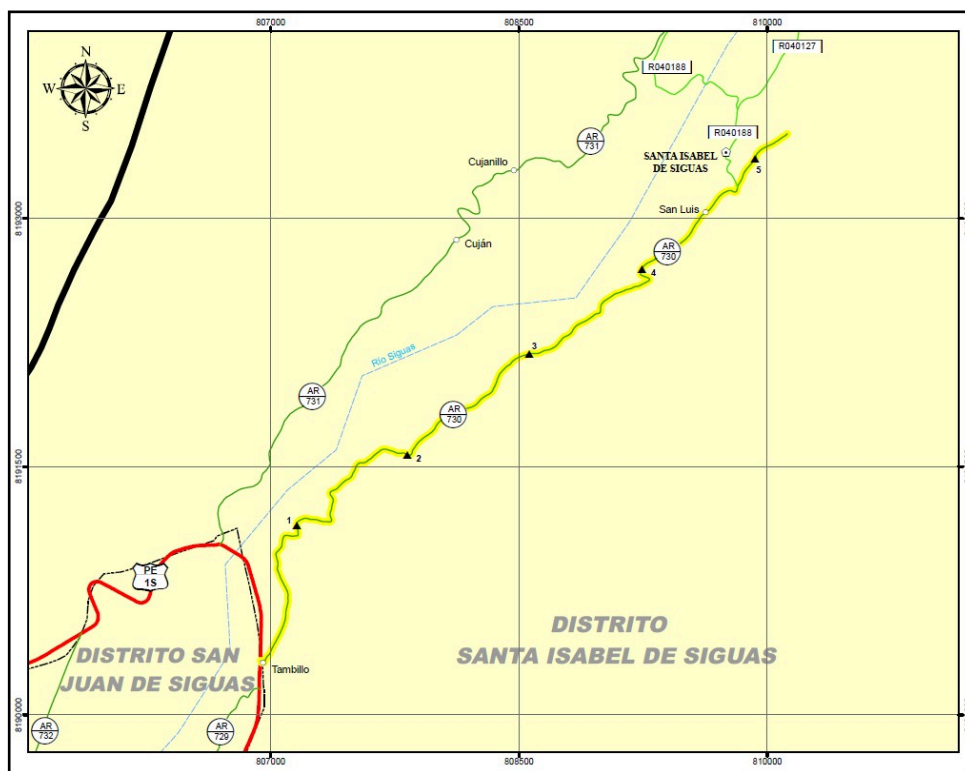 807000
808500
810000
N
W
E
S
R040127
R040188
AR
731
R040188
SANTA ISABEL
DE SIGUAS
5
Cujanillo
San Luis
8193000
Cuján
AR
730
4
Río Siguas
3
AR
731
AR
730
8191500
2
1
PE
1S
DISTRITO
SANTA ISABEL DE SIGUAS
DISTRITO SAN
JUAN DE SIGUAS
Tambillo
8190000
AR
732
AR
729
807000
808500
810000